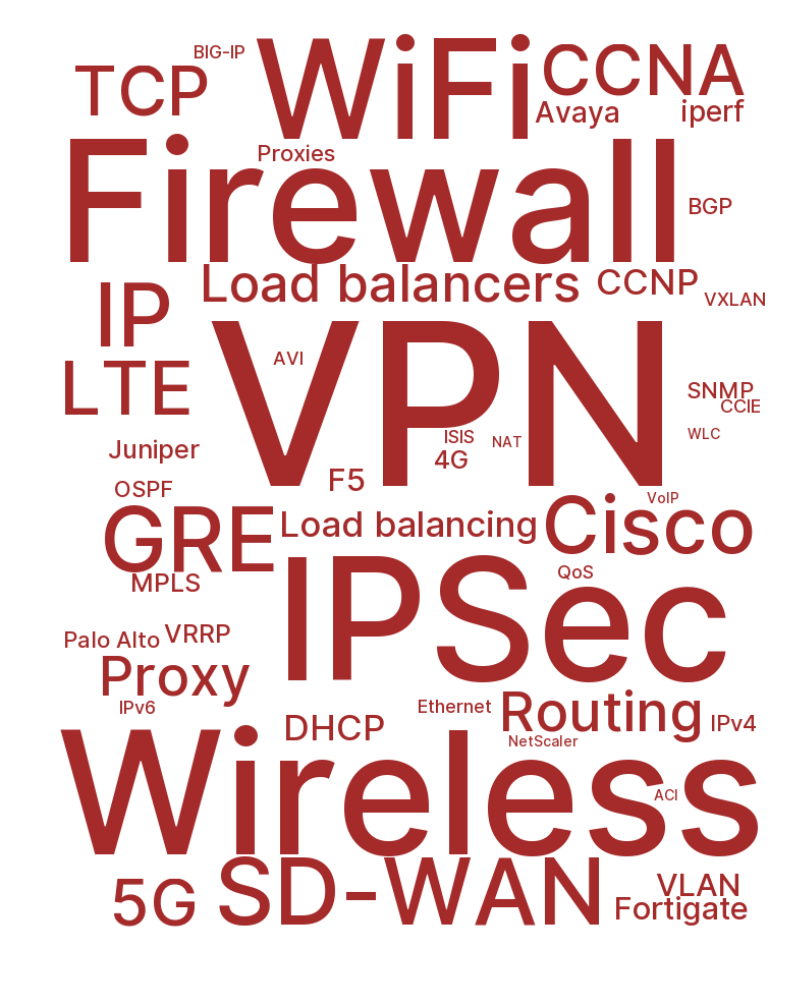 BIG-IP
WiFi
CCNA
TCP
Avaya
iperf
Firewall
Proxies
BGP
Load balancers
CCNP
VXLAN
IP
VPN
AVI
LTE
SNMP
CCIE
WLC
ISIS
NAT
Juniper
4G
F5
OSPF
VoIP
GRE
Load balancing
Cisco
MPLS
IPSec
QoS
Palo Alto
VRRP
Proxy
IPv6
Ethernet
Routing
IPv4
DHCP
NetScaler
Wireless
ACI
5G
SD-WAN
VLAN
Fortigate